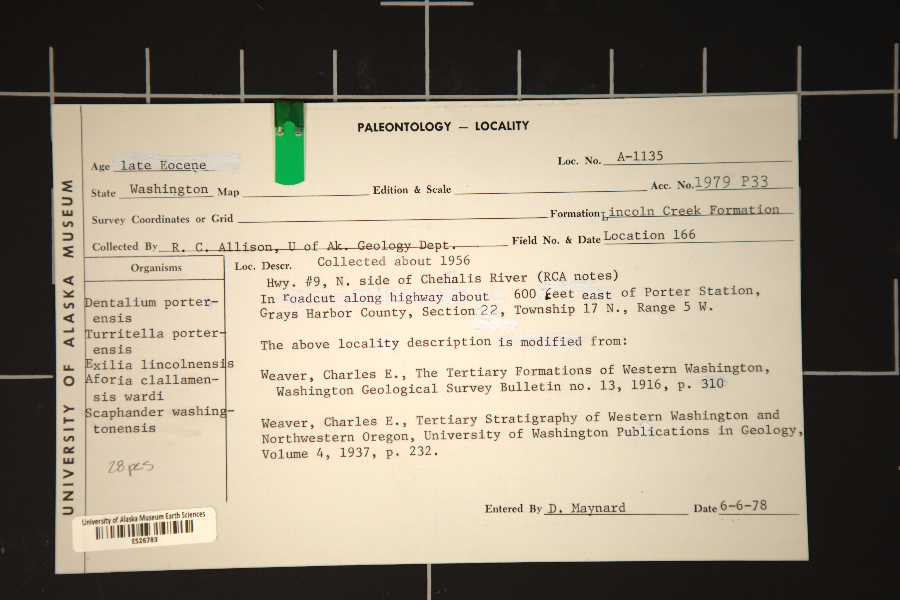 PALEONTOLOGY — LOCALITY
Age late Eocene
Loc. No. A-1135
State Washington Map Edition & Scale Acc. No. 1979 P33
Survey Coordinates or Grid Formation Lincoln Creek Formation
Collected By R. C. Allison, U of Ak. Geology Dept. Field No. & Date Location 166
Organisms
Dentalium porter-
ensis
Turritella porter-
ensis
Exilia lincolnensis
Aforia clallamen-
sis wardi
Scaphander washing-
tonensis
28 pcs
Loc. Descr. Collected about 1956
Hwy. #9, N. side of Chehalis River (RCA notes)
In roadcut along highway about 600 feet east of Porter Station,
Grays Harbor County, Section 22, Township 17 N., Range 5 W.
The above locality description is modified from:
Weaver, Charles E., The Tertiary Formations of Western Washington,
Washington Geological Survey Bulletin no. 13, 1916, p. 310
Weaver, Charles E., Tertiary Stratigraphy of Western Washington and
Northwestern Oregon, University of Washington Publications in Geology,
Volume 4, 1937, p. 232.
Entered By D. Maynard Date 6-6-78
UNIVERSITY OF ALASKA MUSEUM
University of Alaska Museum Earth Sciences
ES26783